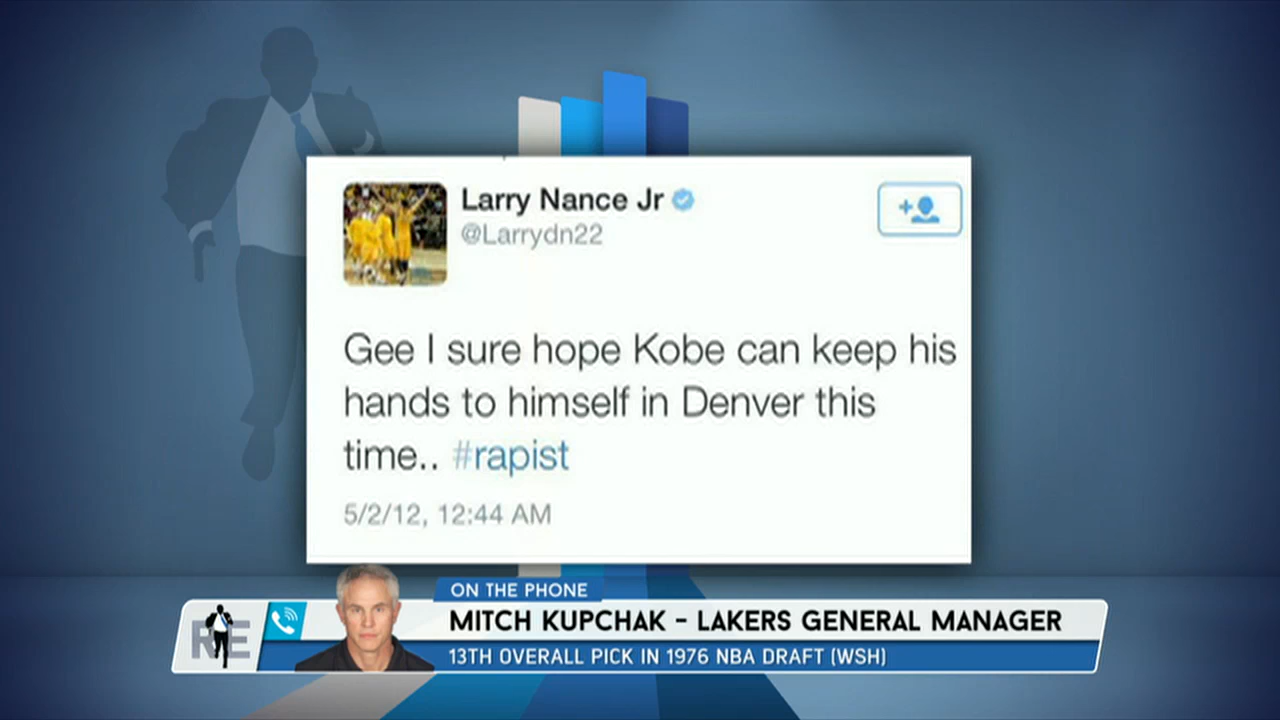 Larry Nance Jr
@Larrydn22
Gee I sure hope Kobe can keep his
hands to himself in Denver this
time.. #rapist
5/2/12, 12:44 AM
ON THE PHONE
RE
MITCH KUPCHAK - LAKERS GENERAL MANAGER
13TH OVERALL PICK IN 1976 NBA DRAFT (WSH)